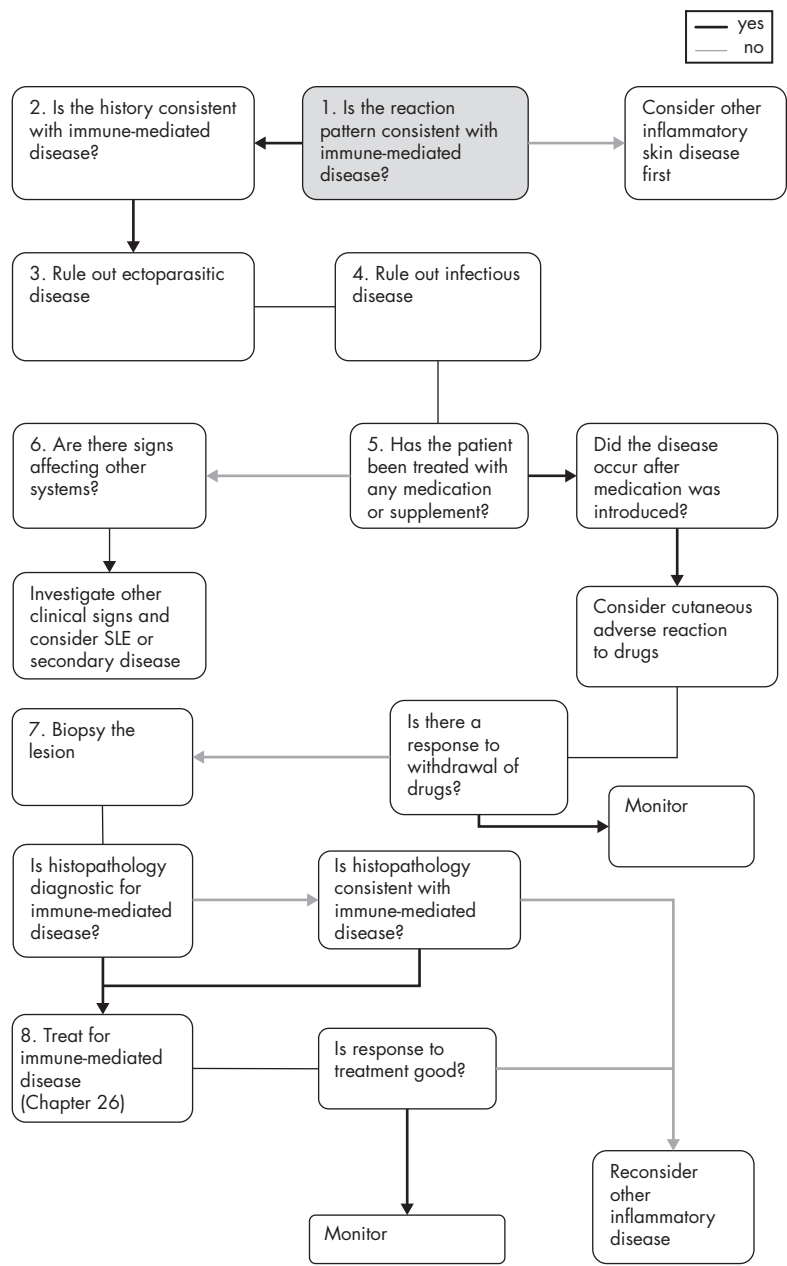 yes
no
2. Is the history consistent
with immune-mediated
disease?
1. Is the reaction
pattern consistent with
immune-mediated
disease?
Consider other
inflammatory
skin disease
first
3. Rule out ectoparasitic
disease
4. Rule out infectious
disease
6. Are there signs
affecting other
systems?
5. Has the patient
been treated with
any medication
or supplement?
Did the disease
occur after
medication was
introduced?
Investigate other
clinical signs and
consider SLE or
secondary disease
Consider cutaneous
adverse reaction
to drugs
7. Biopsy the
lesion
Is there a
response to
withdrawal of
drugs?
Monitor
Is histopathology
diagnostic for
immune-mediated
disease?
Is histopathology
consistent with
immune-mediated
disease?
8. Treat for
immune-mediated
disease
(Chapter 26)
Is response to
treatment good?
Reconsider
other
inflammatory
disease
Monitor